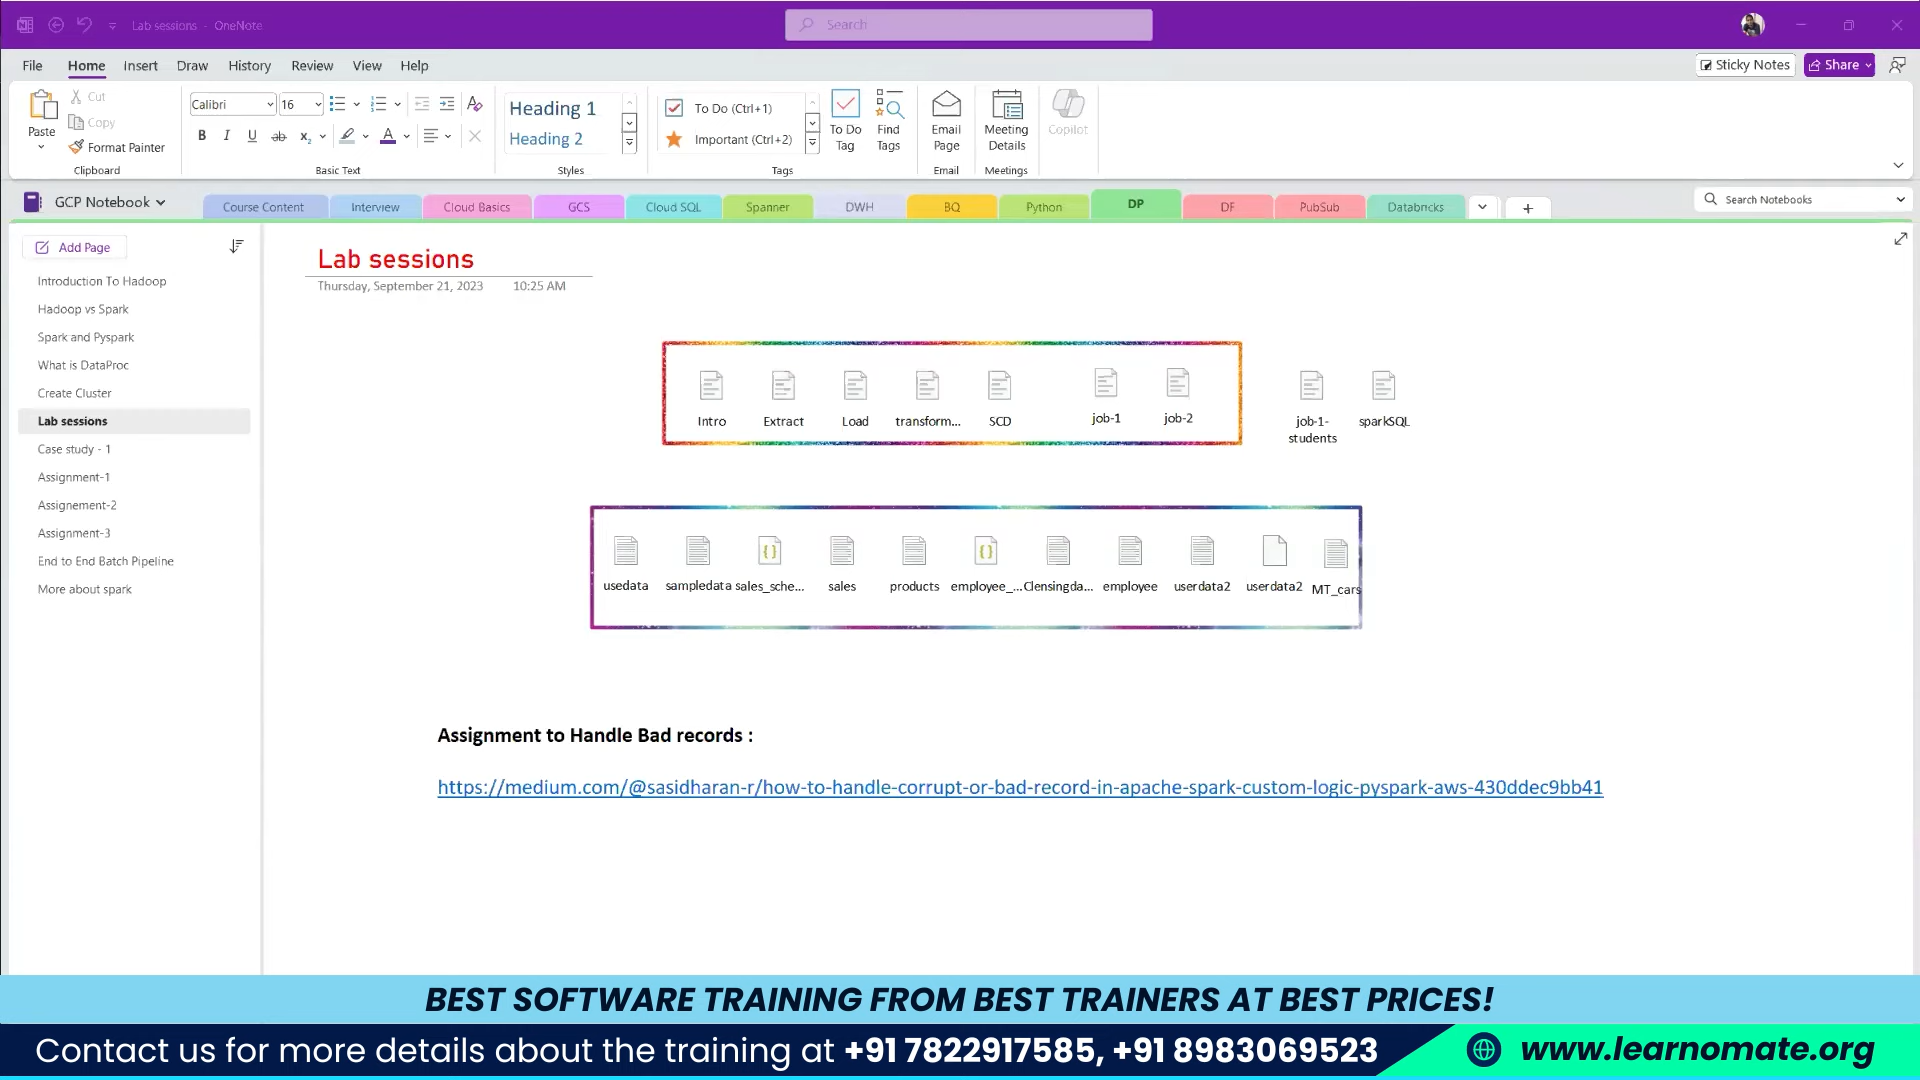 Lab sessions - OneNote
Search
File Home Insert Draw History Review View Help
Sticky Notes Share
Paste
Cut
Copy
Format Painter
Clipboard
Calibri 16
B I U ab x₂ A
Basic Text
Heading 1
Heading 2
Styles
To Do (Ctrl+1)
Important (Ctrl+2)
Tags
To Do Tag
Find Tags
Email Page
Email
Meeting Details
Meetings
Copilot
GCP Notebook
Course Content Interview Cloud Basics GCS Cloud SQL Spanner DWH BQ Python DP DF PubSub Databricks
Search Notebooks
Add Page
Introduction To Hadoop
Hadoop vs Spark
Spark and Pyspark
What is DataProc
Create Cluster
Lab sessions
Case study - 1
Assignment-1
Assignement-2
Assignment-3
End to End Batch Pipeline
More about spark
Lab sessions
Thursday, September 21, 2023 10:25 AM
Intro Extract Load transform... SCD job-1 job-2 job-1-students sparkSQL
usedata sampledata sales_sche... sales products employee_... Clensingda... employee userdata2 userdata2 MT_cars
Assignment to Handle Bad records :
https://medium.com/@sasidharan-r/how-to-handle-corrupt-or-bad-record-in-apache-spark-custom-logic-pyspark-aws-430ddec9bb41
BEST SOFTWARE TRAINING FROM BEST TRAINERS AT BEST PRICES!
Contact us for more details about the training at +91 7822917585, +91 8983069523
www.learnomate.org